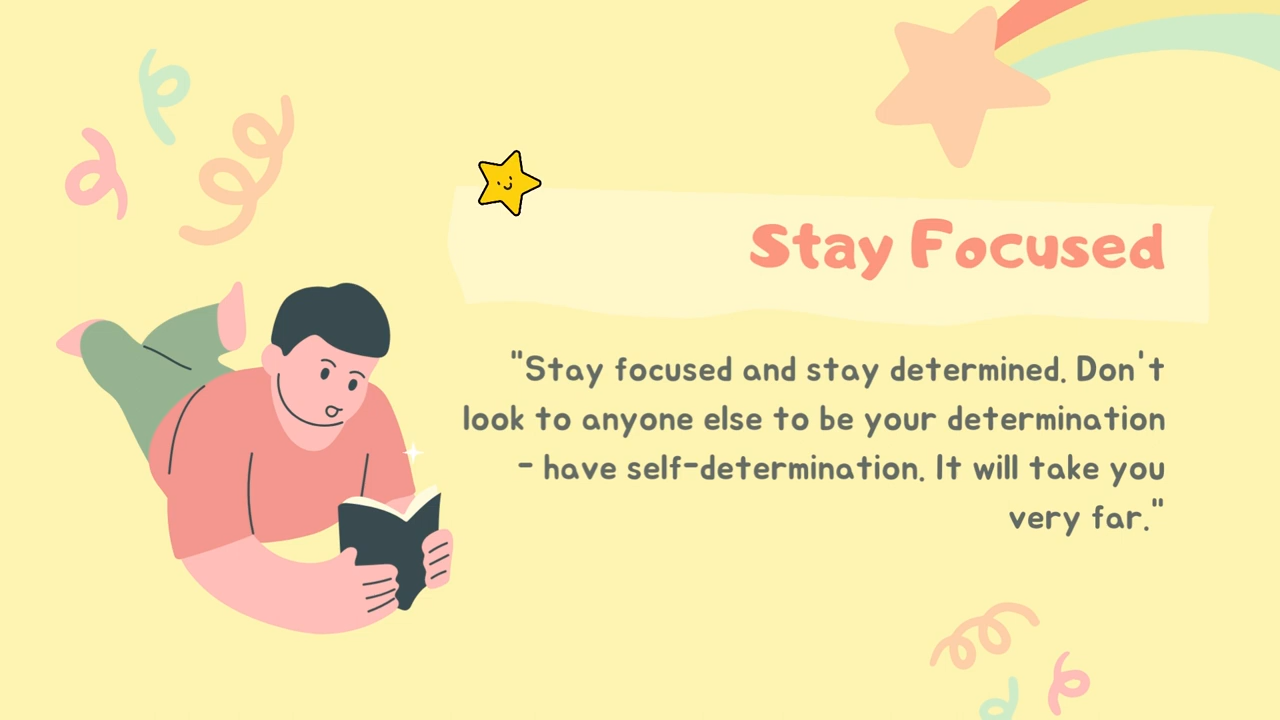 Stay Focused
"Stay focused and stay determined. Don't
look to anyone else to be your determination
- have self-determination. It will take you
very far."